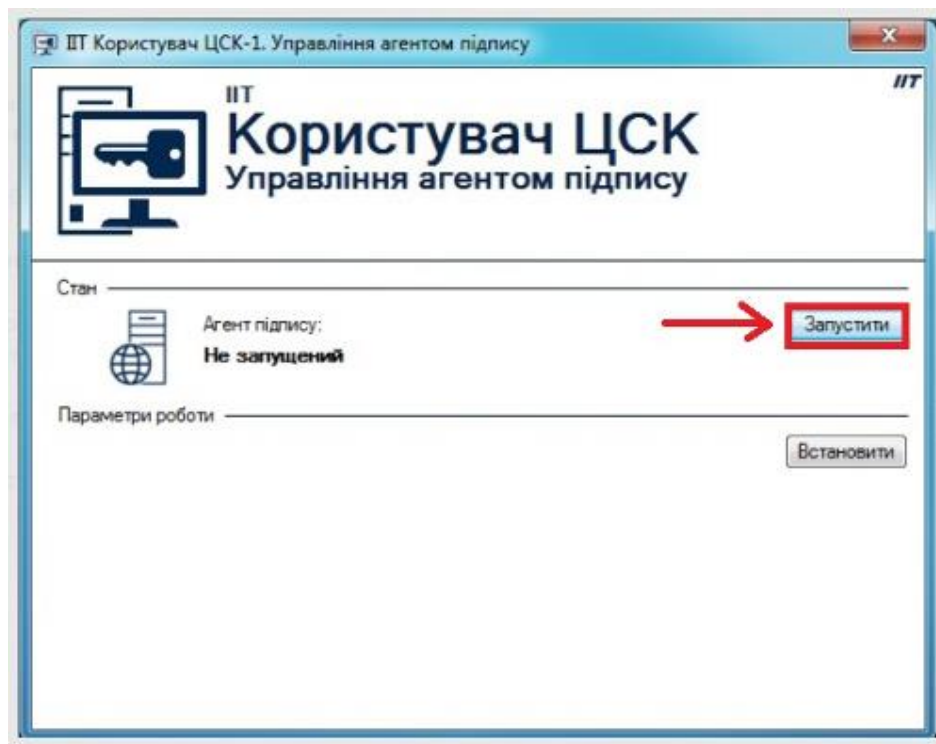 ІІТ Користувач ЦСК-1. Управління агентом підпису
ІІТ
ІІТ
Користувач ЦСК
Управління агентом підпису
Стан
Агент підпису:
Запустити
Не запущений
Параметри роботи
Встановити